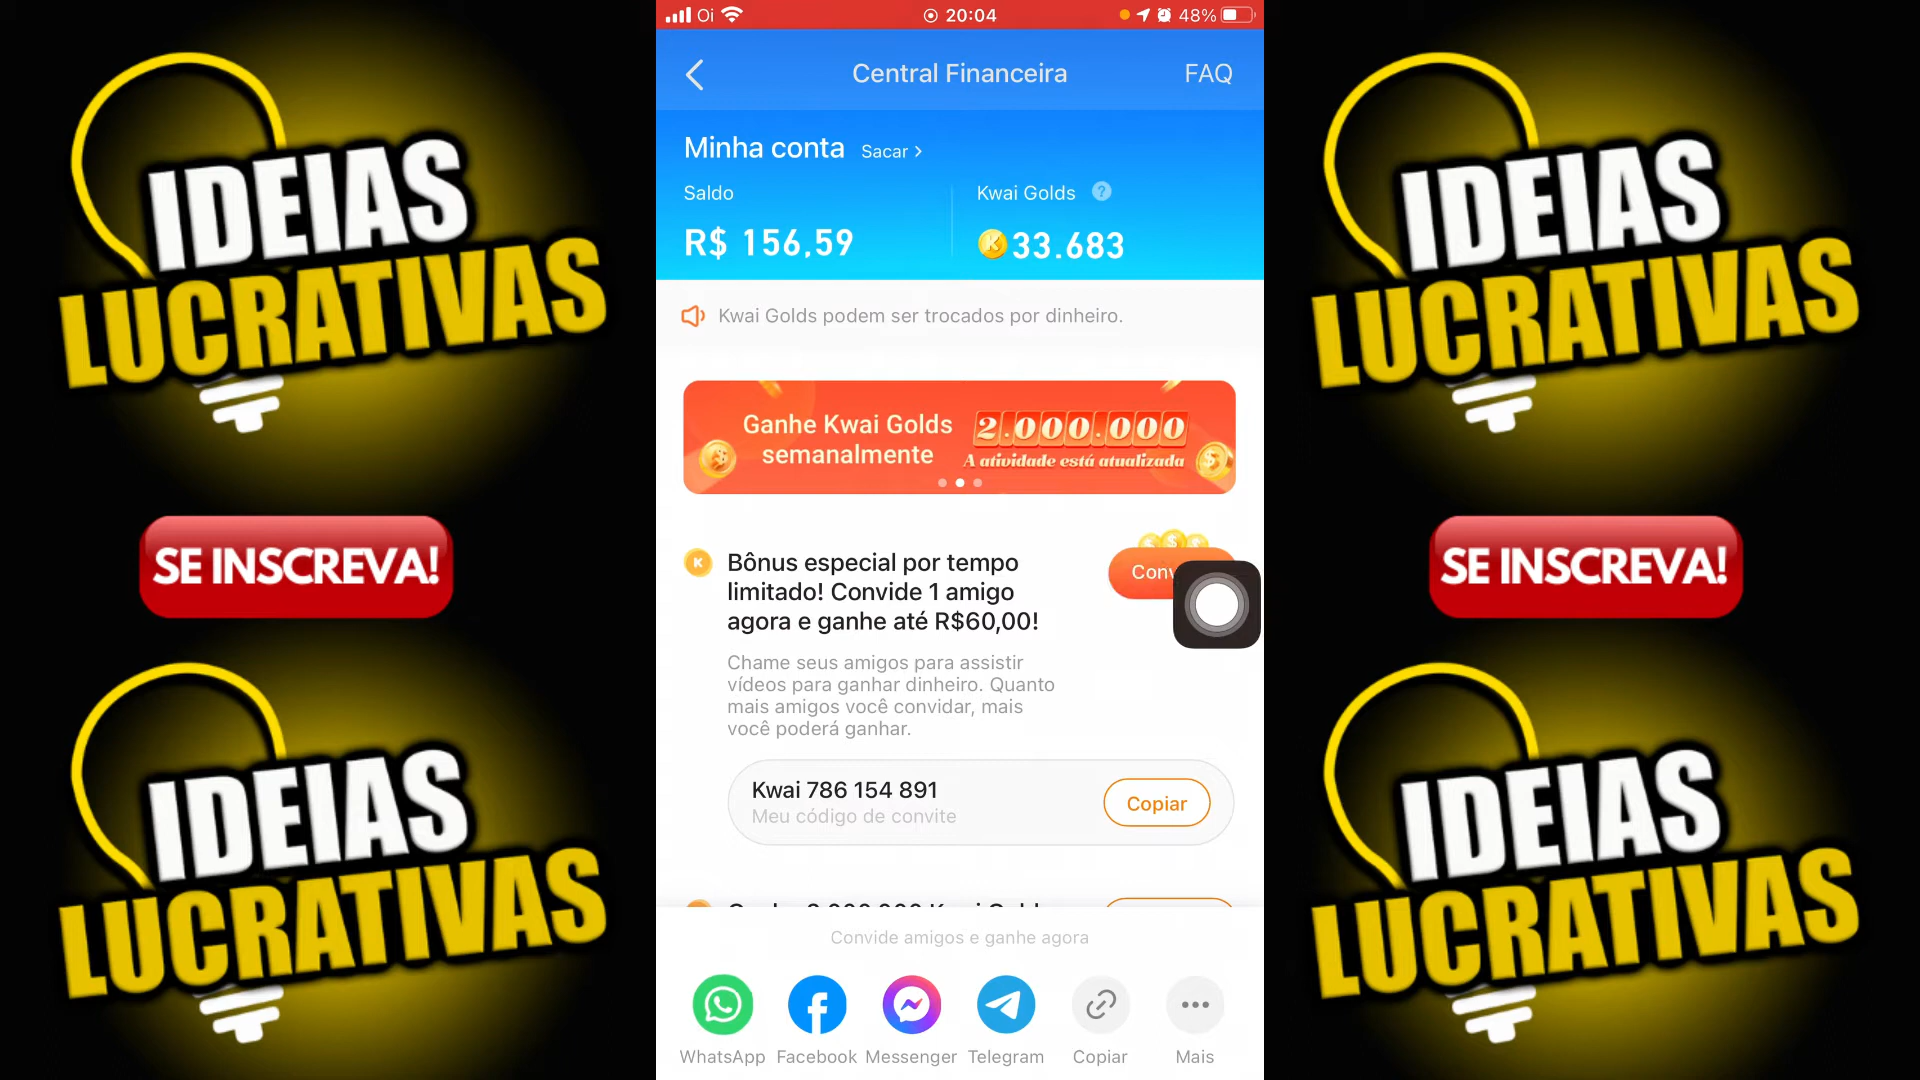 Oi
20:04
48%
Central Financeira
FAQ
Minha conta
Sacar >
Saldo
Kwai Golds ?
R$ 156,59
K 33.683
Kwai Golds podem ser trocados por dinheiro.
Ganhe Kwai Golds
semanalmente
2.000.000
A atividade está atualizada
K
Bônus especial por tempo
limitado! Convide 1 amigo
agora e ganhe até R$60,00!
Conv
Chame seus amigos para assistir
vídeos para ganhar dinheiro. Quanto
mais amigos você convidar, mais
você poderá ganhar.
Kwai 786 154 891
Meu código de convite
Copiar
Convide amigos e ganhe agora
WhatsApp
Facebook
Messenger
Telegram
Copiar
Mais
IDEIAS
LUCRATIVAS
SE INSCREVA!
IDEIAS
LUCRATIVAS
IDEIAS
LUCRATIVAS
SE INSCREVA!
IDEIAS
LUCRATIVAS